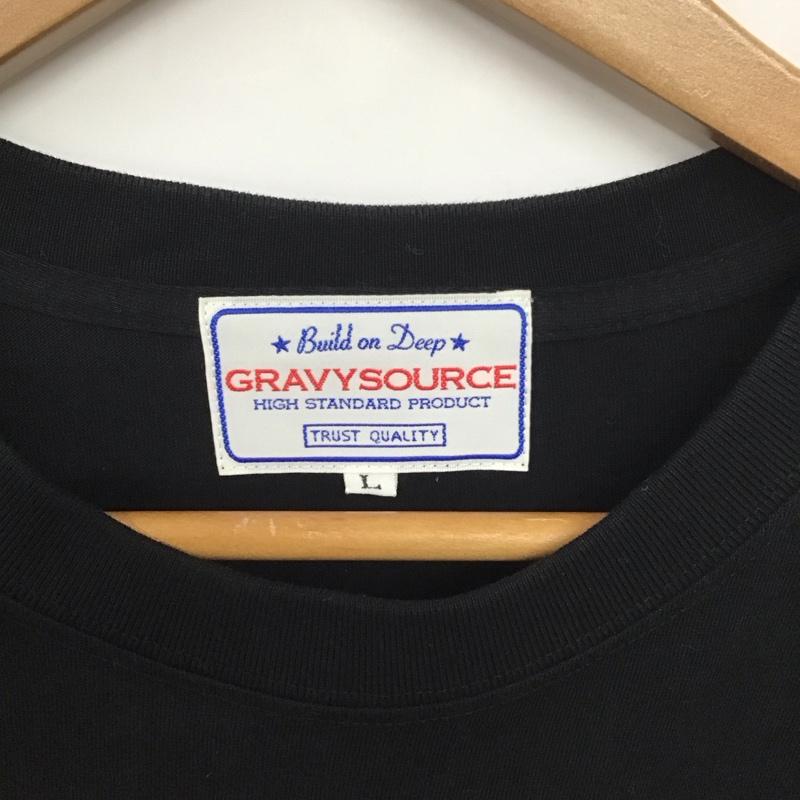 ★ Build on Deep ★
GRAVYSOURCE
HIGH STANDARD PRODUCT
TRUST QUALITY
L